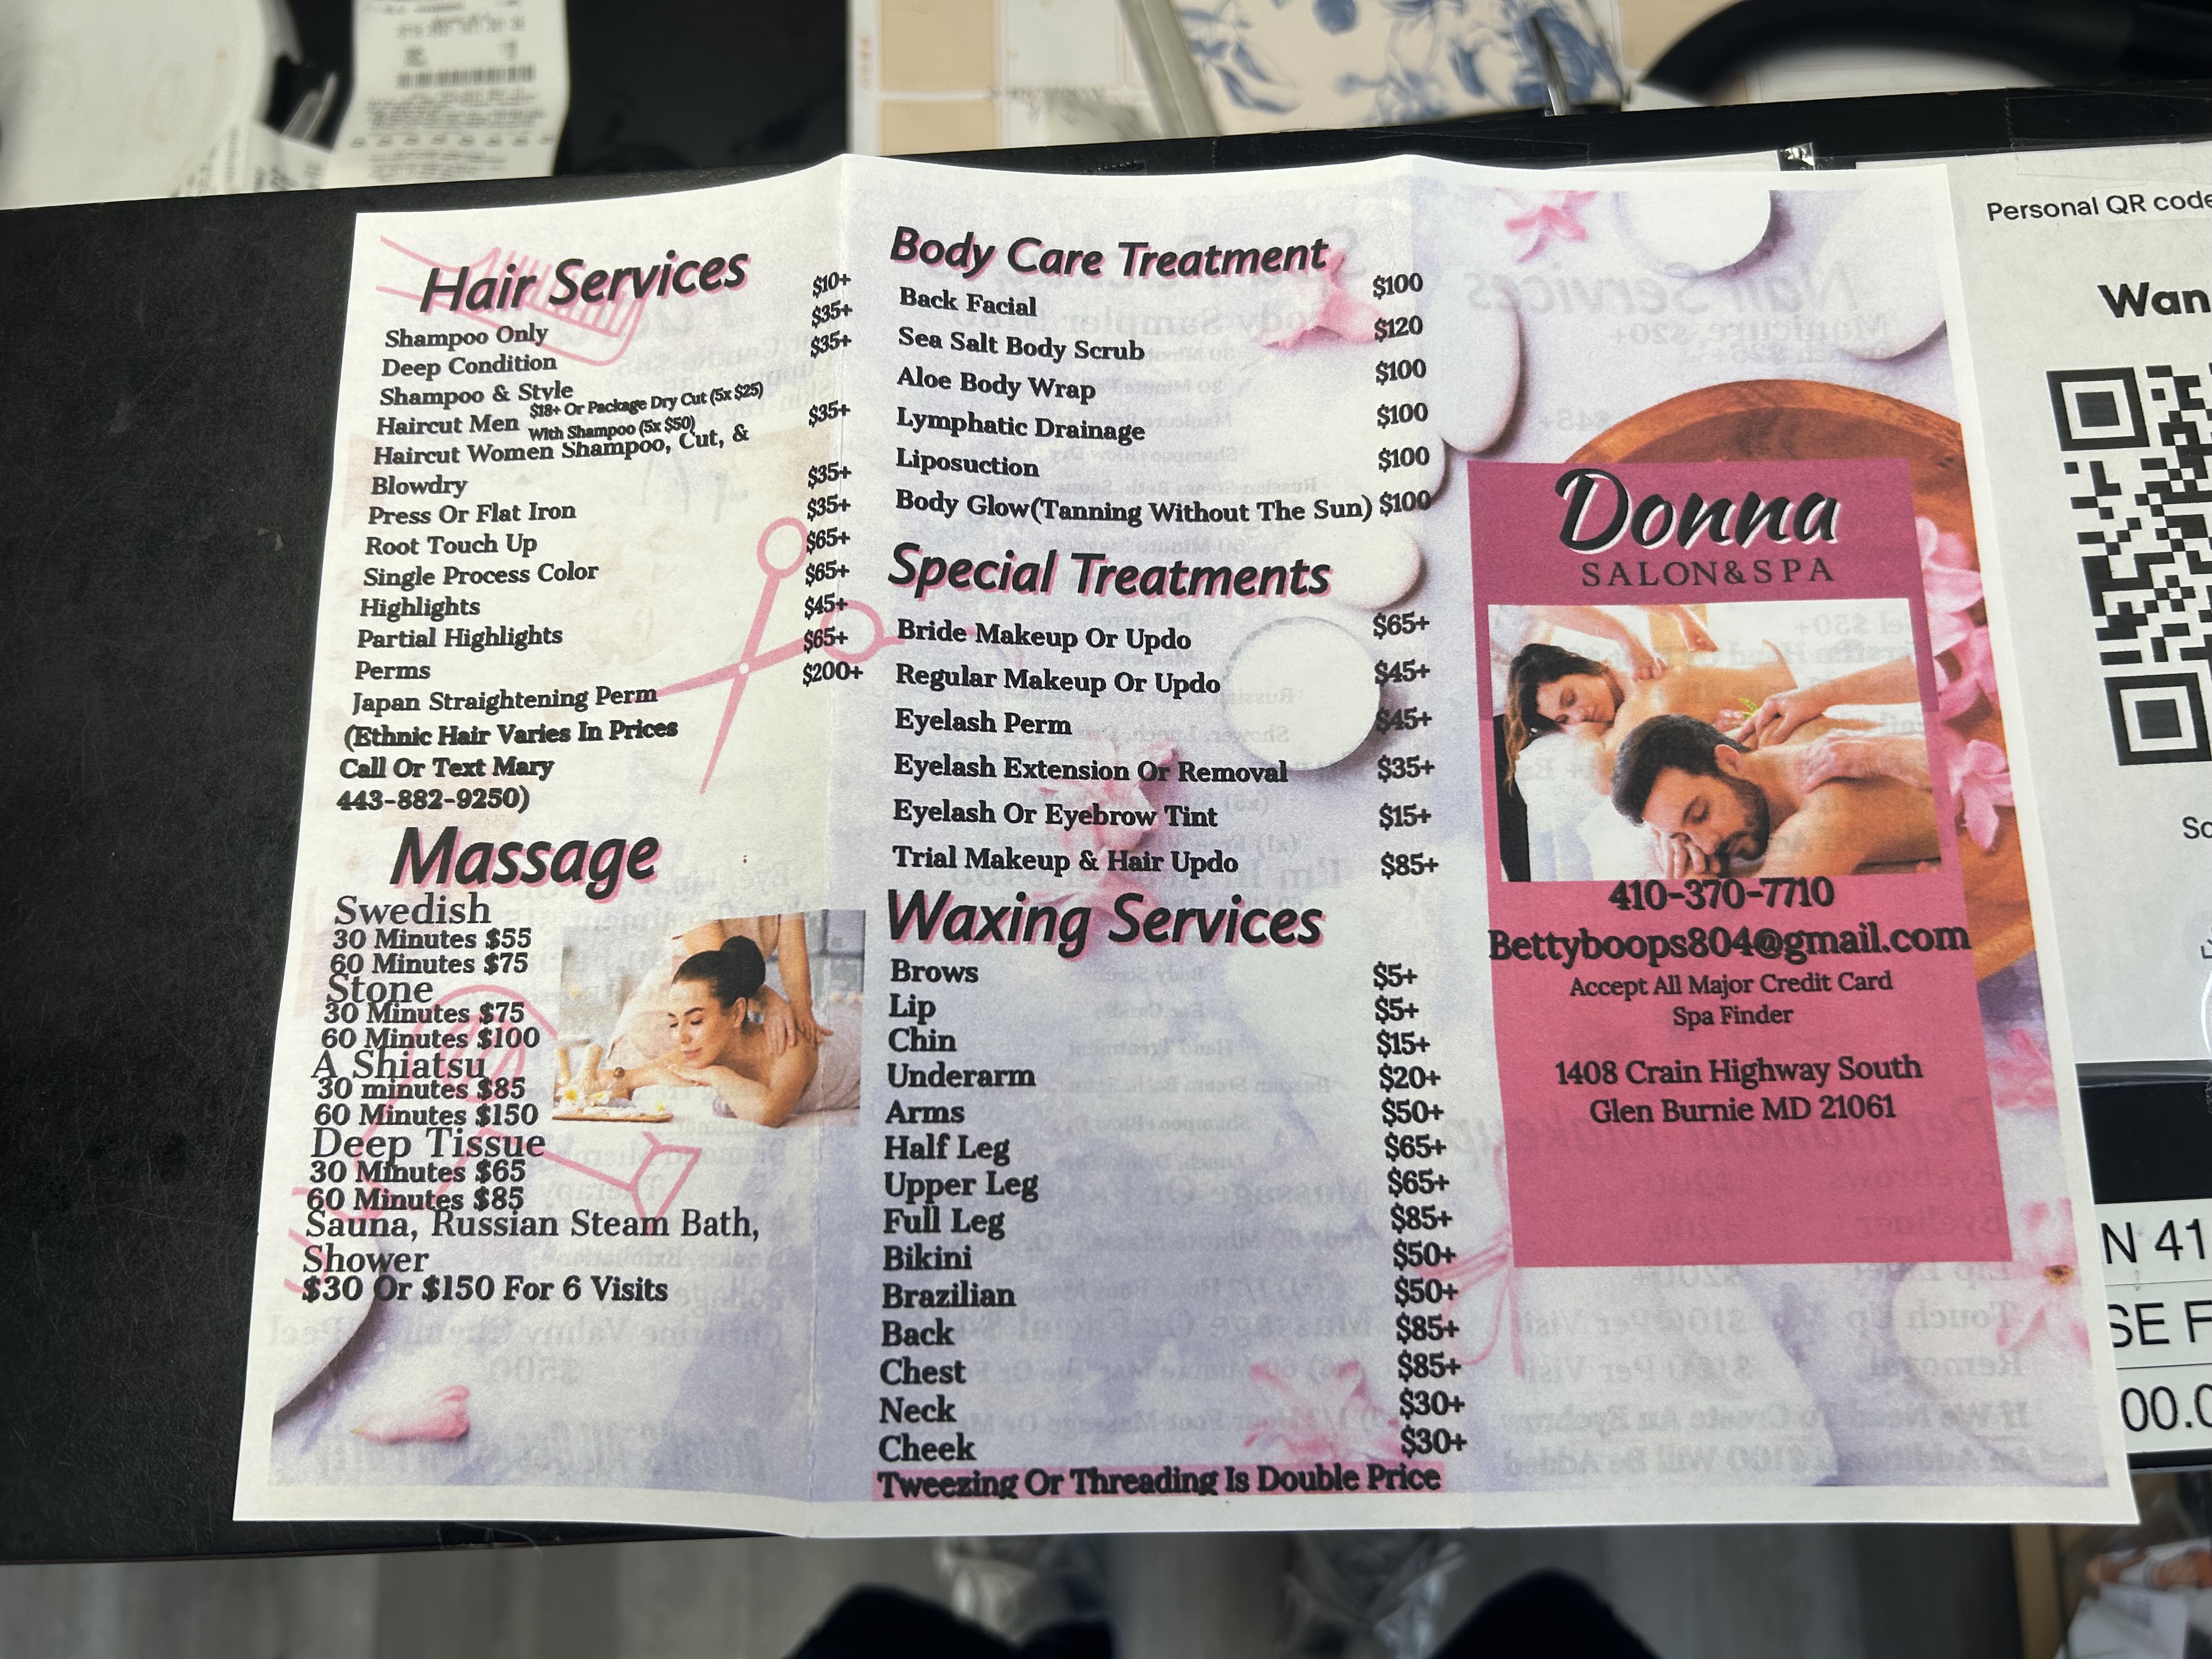 Hair Services
$10+
Shampoo Only
$35+
Deep Condition
$35+
Shampoo & Style
Haircut Men $18+ Or Package Dry Cut (5x $25)
With Shampoo (5x $50)
$35+
Haircut Women Shampoo, Cut, &
Blowdry
$35+
Press Or Flat Iron
$35+
Root Touch Up
$65+
Single Process Color
$65+
Highlights
$45+
Partial Highlights
$65+
Perms
$200+
Japan Straightening Perm
(Ethnic Hair Varies In Prices
Call Or Text Mary
443-882-9250)
Massage
Swedish
30 Minutes $55
60 Minutes $75
Stone
30 Minutes $75
60 Minutes $100
A Shiatsu
30 minutes $85
60 Minutes $150
Deep Tissue
30 Minutes $65
60 Minutes $85
Sauna, Russian Steam Bath,
Shower
$30 Or $150 For 6 Visits
Body Care Treatment
Back Facial $100
Sea Salt Body Scrub $120
Aloe Body Wrap $100
Lymphatic Drainage $100
Liposuction $100
Body Glow(Tanning Without The Sun) $100
Special Treatments
Bride Makeup Or Updo $65+
Regular Makeup Or Updo $45+
Eyelash Perm $45+
Eyelash Extension Or Removal $35+
Eyelash Or Eyebrow Tint $15+
Trial Makeup & Hair Updo $85+
Waxing Services
Brows $5+
Lip $5+
Chin $15+
Underarm $20+
Arms $50+
Half Leg $65+
Upper Leg $65+
Full Leg $85+
Bikini $50+
Brazilian $50+
Back $85+
Chest $85+
Neck $30+
Cheek $30+
Tweezing Or Threading Is Double Price
Donna
SALON&SPA
410-370-7710
Bettyboops804@gmail.com
Accept All Major Credit Card
Spa Finder
1408 Crain Highway South
Glen Burnie MD 21061
Personal QR code
Wan
Sc
N 41
SE F
00.0